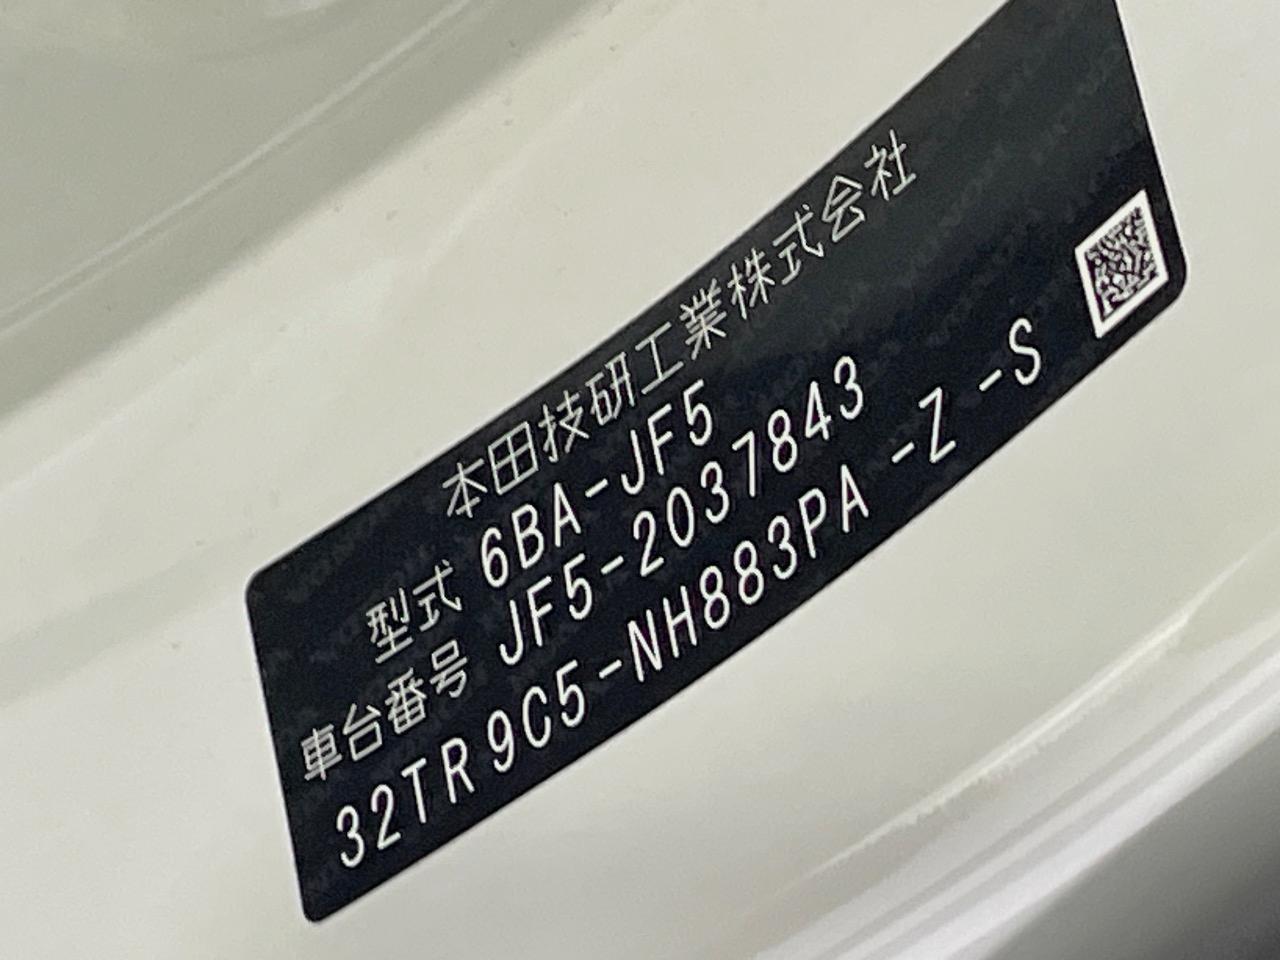 本田技研工業株式会社
型式 6BA-JF5
車台番号 JF5-2037843
32TR9C5-NH883PA -Z -S